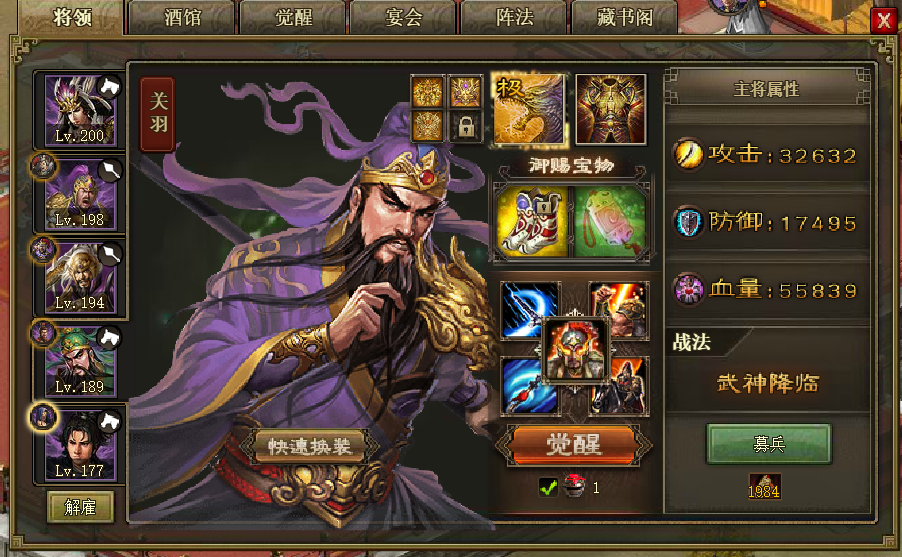 将领 酒馆 觉醒 宴会 阵法 藏书阁
X
Lv.200
Lv.198
Lv.194
Lv.189
Lv.177
解雇
关羽
快速换装
极
御赐宝物
觉醒
1
主将属性
攻击:32632
防御:17495
血量:55839
战法
武神降临
募兵
1984